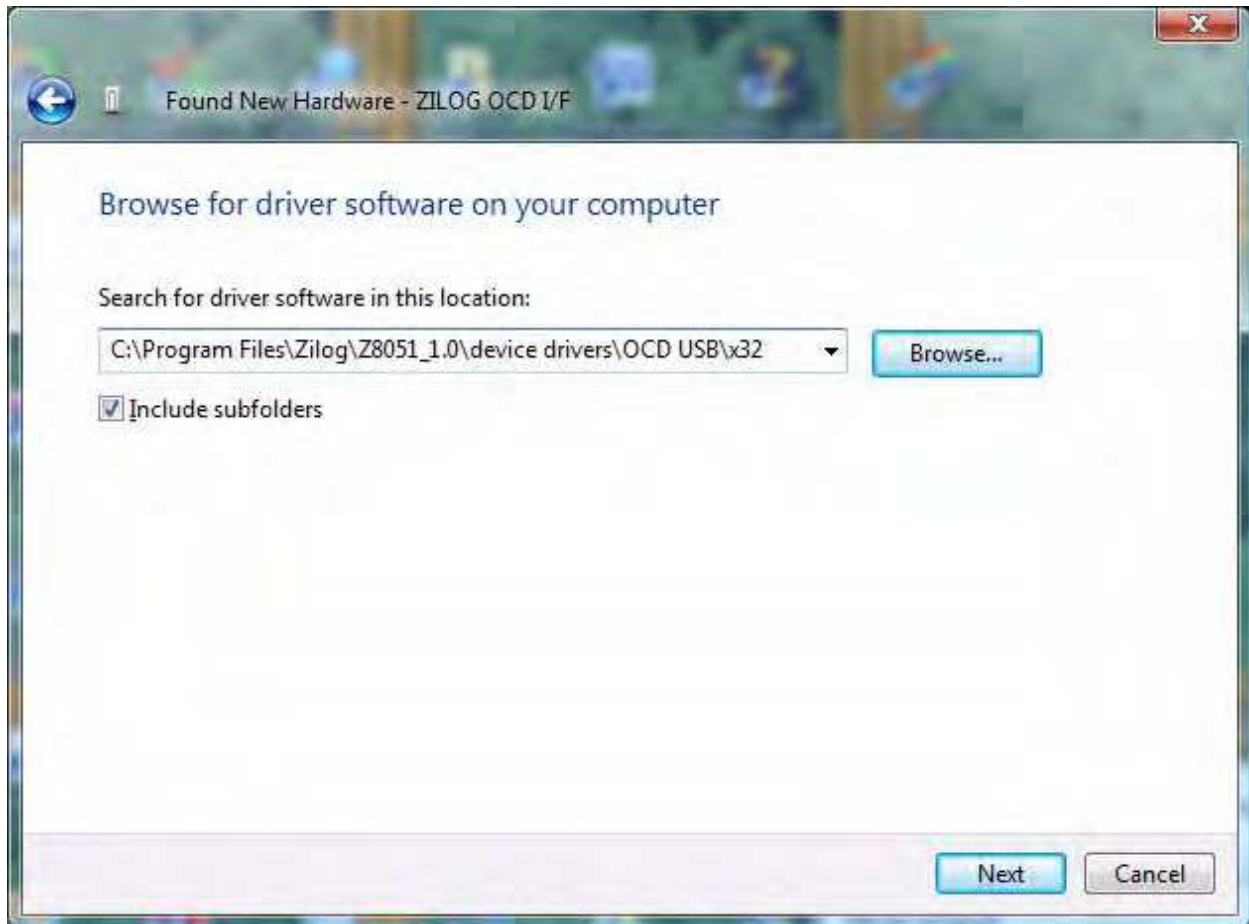 Found New Hardware - ZILOG OCD I/F
Browse for driver software on your computer
Search for driver software in this location:
C:\Program Files\Zilog\Z8051_1.0\device drivers\OCD USB\x32
Browse...
Include subfolders
Next
Cancel